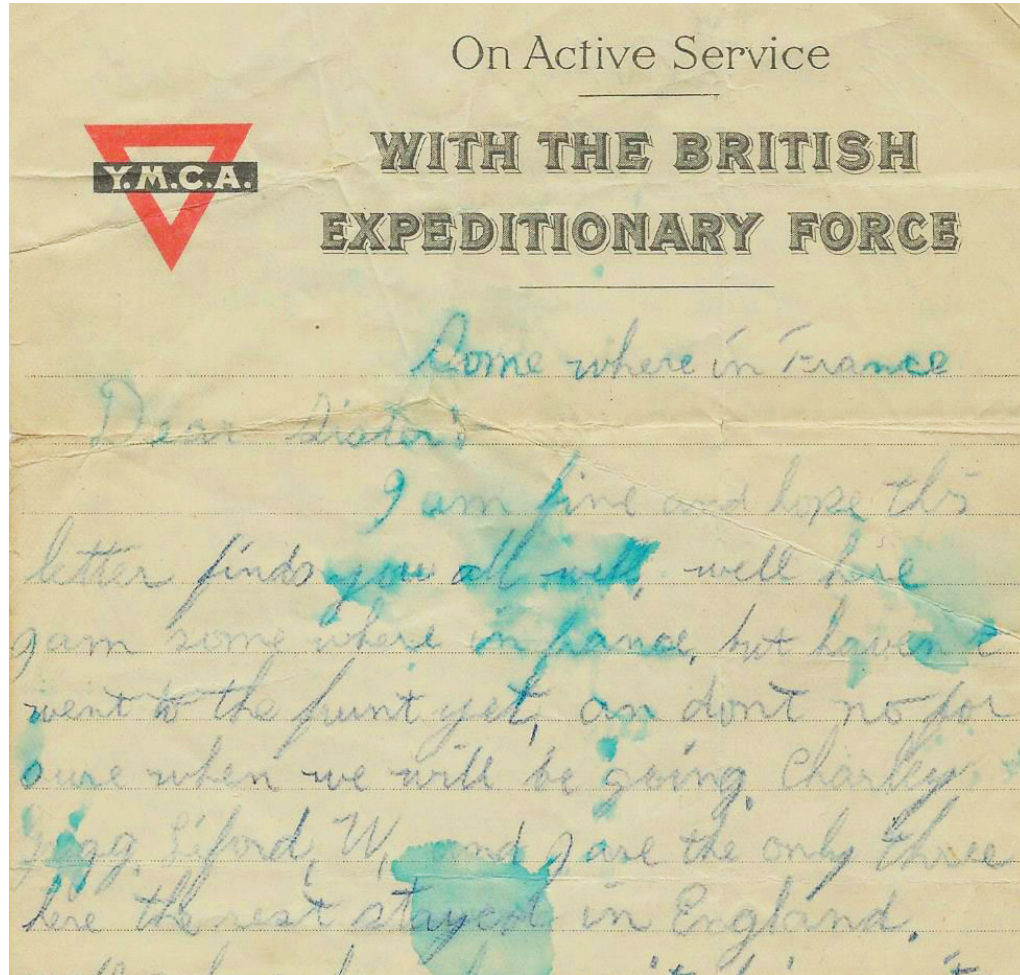 On Active Service
Y.M.C.A.
WITH THE BRITISH
EXPEDITIONARY FORCE
Some where in France
Dear Sister's
I am fine and hope this
letter finds you all well, well here
I am some where in france, but haven't
went to the frunt yet, an dont no for
sure when we will be going. Charley
Gigg, Liford, W, and I are the only three
here the rest stayed in England.